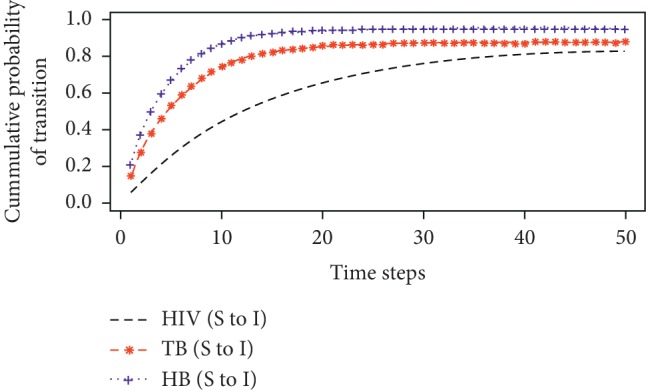 Cummulative probability
of transition
1.0
0.8
0.6
0.4
0.2
0.0
0 10 20 30 40 50
Time steps
HIV (S to I)
TB (S to I)
HB (S to I)